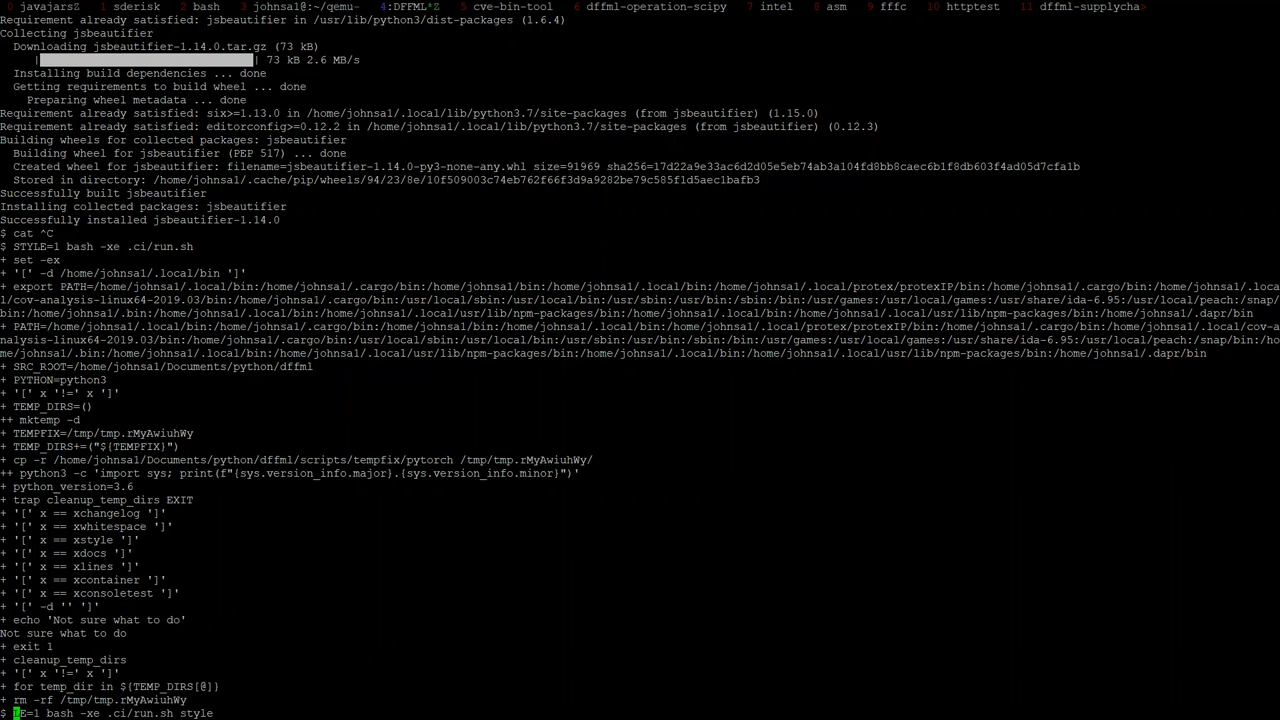 0 javajarsZ  1 sderisk  2 bash  3 johnsa1@:~/qemu-  4:DFFML*Z  5 cve-bin-tool  6 dffml-operation-scipy  7 intel  8 asm  9 fffc  10 httptest  11 dffml-supplycha>
Requirement already satisfied: jsbeautifier in /usr/lib/python3/dist-packages (1.6.4)
Collecting jsbeautifier
  Downloading jsbeautifier-1.14.0.tar.gz (73 kB)
     |                                | 73 kB 2.6 MB/s
  Installing build dependencies ... done
  Getting requirements to build wheel ... done
    Preparing wheel metadata ... done
Requirement already satisfied: six>=1.13.0 in /home/johnsa1/.local/lib/python3.7/site-packages (from jsbeautifier) (1.15.0)
Requirement already satisfied: editorconfig>=0.12.2 in /home/johnsa1/.local/lib/python3.7/site-packages (from jsbeautifier) (0.12.3)
Building wheels for collected packages: jsbeautifier
  Building wheel for jsbeautifier (PEP 517) ... done
  Created wheel for jsbeautifier: filename=jsbeautifier-1.14.0-py3-none-any.whl size=91969 sha256=17d22a9e33ac6d2d05e5eb74ab3a104fd8bb8caec6b1f8db603f4ad05d7cfa1b
  Stored in directory: /home/johnsa1/.cache/pip/wheels/94/23/8e/10f509003c74eb762f66f3d9a9282be79c585f1d5aec1bafb3
Successfully built jsbeautifier
Installing collected packages: jsbeautifier
Successfully installed jsbeautifier-1.14.0
$ cat ^C
$ STYLE=1 bash -xe .ci/run.sh
+ set -ex
+ '[' -d /home/johnsa1/.local/bin ']'
+ export PATH=/home/johnsa1/.local/bin:/home/johnsa1/.cargo/bin:/home/johnsa1/.local/bin:/home/johnsa1/.cargo/bin:/home/johnsa1/.local/protex/protexIP/bin:/home/johnsa1/.cargo/bin:/home/johnsa1/.loca
l/cov-analysis-linux64-2019.03/bin:/home/johnsa1/.cargo/bin:/usr/local/sbin:/usr/local/bin:/usr/sbin:/usr/bin:/sbin:/bin:/usr/games:/usr/local/games:/usr/share/ida-6.95:/usr/local/peach:/snap/
bin:/home/johnsa1/.bin:/home/johnsa1/.local/bin:/home/johnsa1/.local/usr/lib/npm-packages/bin:/home/johnsa1/.local/bin:/home/johnsa1/.local/usr/lib/npm-packages/bin:/home/johnsa1/.dapr/bin
+ PATH=/home/johnsa1/.local/bin:/home/johnsa1/.cargo/bin:/home/johnsa1/.local/bin:/home/johnsa1/.cargo/bin:/home/johnsa1/.local/protex/protexIP/bin:/home/johnsa1/.cargo/bin:/home/johnsa1/.local/cov-a
nalysis-linux64-2019.03/bin:/home/johnsa1/.cargo/bin:/usr/local/sbin:/usr/local/bin:/usr/sbin:/usr/bin:/sbin:/bin:/usr/games:/usr/local/games:/usr/share/ida-6.95:/usr/local/peach:/snap/bin:/ho
me/johnsa1/.bin:/home/johnsa1/.local/bin:/home/johnsa1/.local/usr/lib/npm-packages/bin:/home/johnsa1/.local/bin:/home/johnsa1/.local/usr/lib/npm-packages/bin:/home/johnsa1/.dapr/bin
+ SRC_ROOT=/home/johnsa1/Documents/python/dffml
+ PYTHON=python3
+ '[' x '!=' x ']'
+ TEMP_DIRS=()
++ mktemp -d
+ TEMPFIX=/tmp/tmp.rMyAwiuhWy
+ TEMP_DIRS+=("${TEMPFIX}")
+ cp -r /home/johnsa1/Documents/python/dffml/scripts/tempfix/pytorch /tmp/tmp.rMyAwiuhWy/
++ python3 -c 'import sys; print(f"{sys.version_info.major}.{sys.version_info.minor}")'
+ python_version=3.6
+ trap cleanup_temp_dirs EXIT
+ '[' x == xchangelog ']'
+ '[' x == xwhitespace ']'
+ '[' x == xstyle ']'
+ '[' x == xdocs ']'
+ '[' x == xlines ']'
+ '[' x == xcontainer ']'
+ '[' x == xconsoletest ']'
+ '[' -d '' ']'
+ echo 'Not sure what to do'
Not sure what to do
+ exit 1
+ cleanup_temp_dirs
+ '[' x '!=' x ']'
+ for temp_dir in ${TEMP_DIRS[@]}
+ rm -rf /tmp/tmp.rMyAwiuhWy
$ LE=1 bash -xe .ci/run.sh style